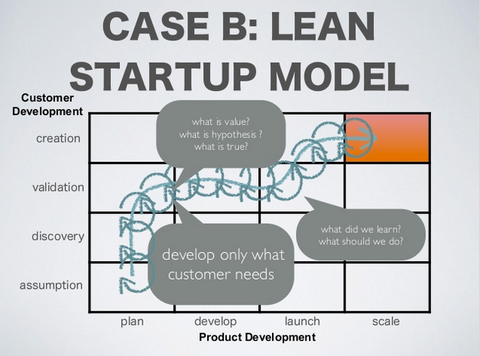 CASE B: LEAN
STARTUP MODEL
Customer
Development
creation
validation
discovery
assumption
what is value?
what is hypothesis ?
what is true?
what did we learn?
what should we do?
develop only what
customer needs
plan
develop
launch
scale
Product Development